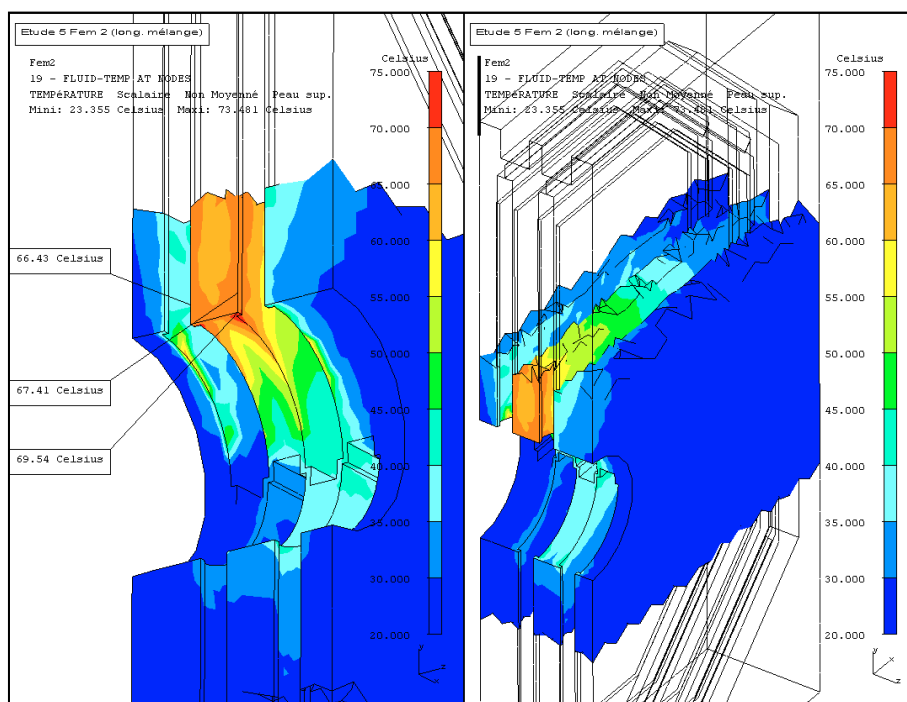 Etude 5 Fem 2 (long. mélange)
Fem2
19 - FLUID-TEMP AT NODES
TEMPéRATURE Scalaire Non Moyenné Peau sup.
Mini: 23.355 Celsius Maxi: 73.481 Celsius
Celsius
75.000
70.000
65.000
60.000
55.000
50.000
45.000
40.000
35.000
30.000
20.000
66.43 Celsius
67.41 Celsius
69.54 Celsius
y
z
x
Etude 5 Fem 2 (long. mélange)
Fem2
19 - FLUID-TEMP AT NODES
TEMPéRATURE Scalaire Non Moyenné Peau sup.
Mini: 23.355 Celsius Maxi: 73.481 Celsius
Celsius
75.000
70.000
65.000
60.000
55.000
50.000
45.000
40.000
35.000
30.000
20.000
y
x
z